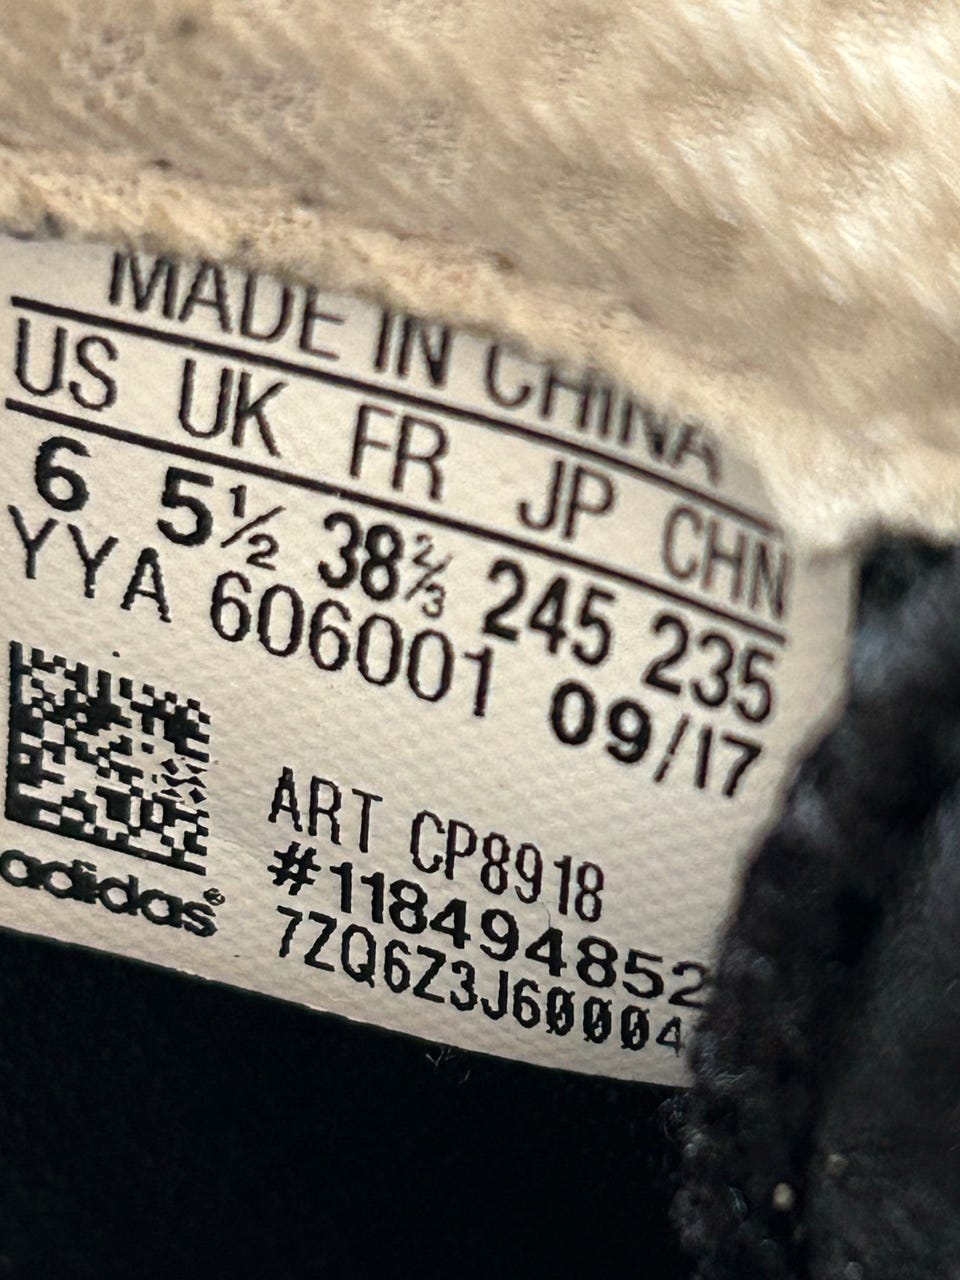 MADE IN CHINA
US UK FR JP CHN
6 5½ 38⅔ 245 235
YYA 606001 09/17
ART CP8918
#118494852
7ZQ6Z3J60004
adidas®